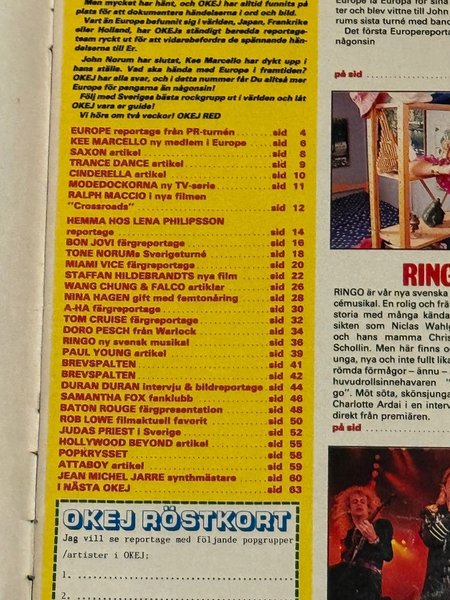 Men mycket har hänt, och OKEJ har alltid funnits på
plats för att dokumentera händelserna i ord och bild.
Vart än Europe befunnit sig i världen, Japan, Frankrike
eller Holland, har OKEJs ständigt beredda reportage-
team ryckt ut för att vidarebefordra de spännande hän-
delserna till Er.
John Norum har slutat, Kee Marcello har dykt upp i
hans ställe. Vad ska hända med Europe i framtiden?
OKEJ har alla svar, och i detta nummer får Du alltså mer
Europe för pengarna än någonsin!
Följ med Sveriges bästa rockgrupp ut i världen och låt
OKEJ vara er guide!
Vi hörs om två veckor! OKEJ RED
EUROPE reportage från PR-turnén sid 4
KEE MARCELLO ny medlem i Europe sid 6
SAXON artikel sid 8
TRANCE DANCE artikel sid 9
CINDERELLA artikel sid 10
MODEDOCKORNA ny TV-serie sid 11
RALPH MACCIO i nya filmen
"Crossroads" sid 12
HEMMA HOS LENA PHILIPSSON
reportage sid 14
BON JOVI färgreportage sid 16
TONE NORUMs Sverigeturné sid 18
MIAMI VICE färgreportage sid 20
STAFFAN HILDEBRANDTS nya film sid 22
WANG CHUNG & FALCO artiklar sid 26
NINA HAGEN gift med femtonåring sid 28
A-HA färgreportage sid 30
TOM CRUISE färgreportage sid 32
DORO PESCH från Warlock sid 34
RINGO ny svensk musikal sid 36
PAUL YOUNG artikel sid 39
BREVSPALTEN sid 41
BREVSPALTEN sid 42
DURAN DURAN intervju & bildreportage sid 44
SAMANTHA FOX fanklubb sid 46
BATON ROUGE färgpresentation sid 48
ROB LOWE filmaktuell favorit sid 50
JUDAS PRIEST i Sverige sid 52
HOLLYWOOD BEYOND artikel sid 55
POPKRYSSET sid 58
ATTABOY artikel sid 59
JEAN MICHEL JARRE synthmästare sid 60
I NÄSTA OKEJ sid 63
OKEJ RÖSTKORT
Jag vill se reportage med följande popgrupper
/artister i OKEJ:
1.
2.
ter och blev vittne till John
rums sista turné med band
Det första Europereporta
någonsin
på sid
RING
RINGO är vår nya svenska
cémusikal. En rolig och frä
storia med många kända
sikten som Niclas Wahlg
och hans mamma Chris
Schollin. Men här finns o
unga, nya och inte fullt lika
römda förmågor – ännu –
huvudrollsinnehavaren "
go". Möt söta, skönsjunga
Charlotte Ardai i en interv
direkt från premiären.
på sid